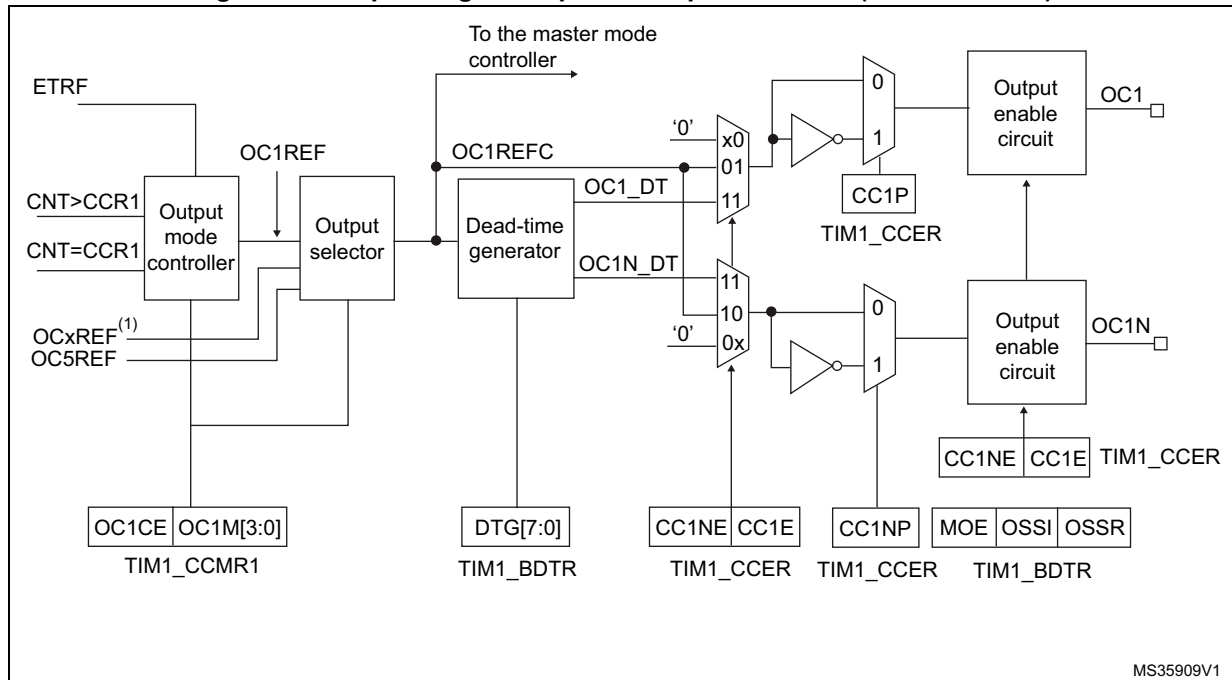 To the master mode
controller
ETRF
OC1REF
CNT>CCR1
CNT=CCR1
Output
mode
controller
Output
selector
OCxREF(1)
OC5REF
OC1REFC
Dead-time
generator
OC1_DT
OC1N_DT
'0'
x0
01
11
11
10
0x
'0'
0
1
CC1P
TIM1_CCER
0
1
Output
enable
circuit
OC1
Output
enable
circuit
OC1N
CC1NE CC1E TIM1_CCER
OC1CE OC1M[3:0]
TIM1_CCMR1
DTG[7:0]
TIM1_BDTR
CC1NE CC1E
TIM1_CCER
CC1NP
TIM1_CCER
MOE OSSI OSSR
TIM1_BDTR
MS35909V1